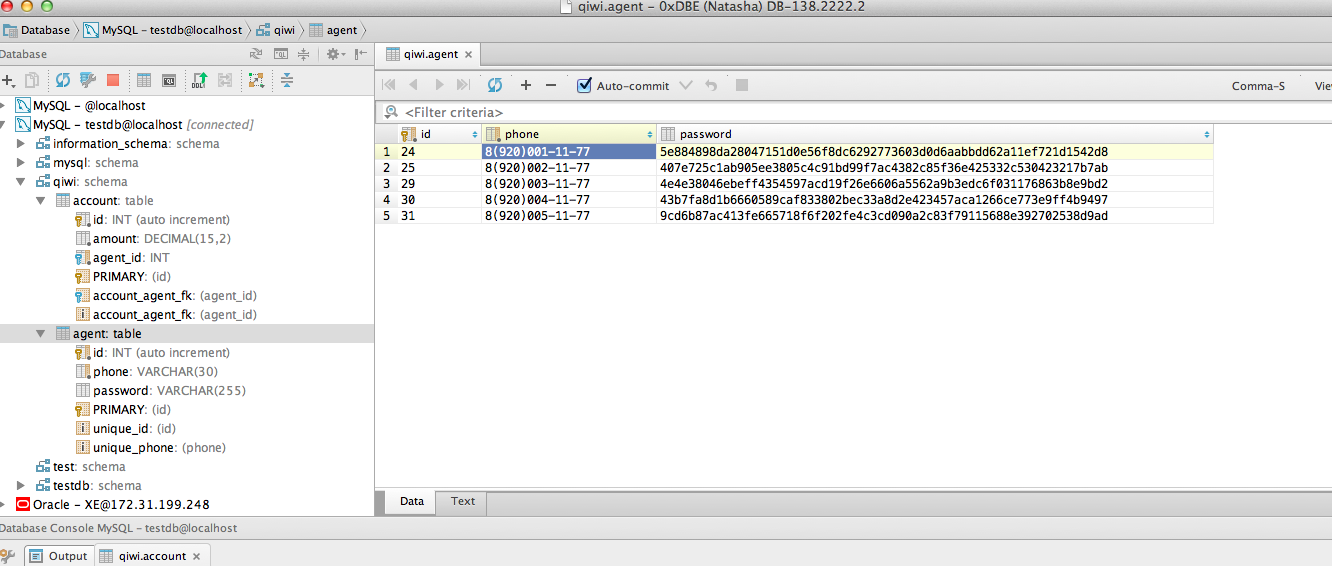 qiwi.agent – 0xDBE (Natasha) DB-138.2222.2
Database MySQL – testdb@localhost qiwi agent
Database
qiwi.agent
Auto-commit Comma-S
<Filter criteria>
MySQL – @localhost
MySQL – testdb@localhost [connected]
information_schema: schema
mysql: schema
qiwi: schema
account: table
id: INT (auto increment)
amount: DECIMAL(15,2)
agent_id: INT
PRIMARY: (id)
account_agent_fk: (agent_id)
account_agent_fk: (agent_id)
agent: table
id: INT (auto increment)
phone: VARCHAR(30)
password: VARCHAR(255)
PRIMARY: (id)
unique_id: (id)
unique_phone: (phone)
test: schema
testdb: schema
Oracle – XE@172.31.199.248
id phone password
1 24 8(920)001-11-77 5e884898da28047151d0e56f8dc6292773603d0d6aabbdd62a11ef721d1542d8
2 25 8(920)002-11-77 407e725c1ab905ee3805c4c91bd99f7ac4382c85f36e425332c530423217b7ab
3 29 8(920)003-11-77 4e4e38046ebeff4354597acd19f26e6606a5562a9b3edc6f031176863b8e9bd2
4 30 8(920)004-11-77 43b7fa8d1b6660589caf833802bec33a8d2e423457aca1266ce773e9ff4b9497
5 31 8(920)005-11-77 9cd6b87ac413fe665718f6f202fe4c3cd090a2c83f79115688e392702538d9ad
Data Text
Database Console MySQL – testdb@localhost
Output qiwi.account